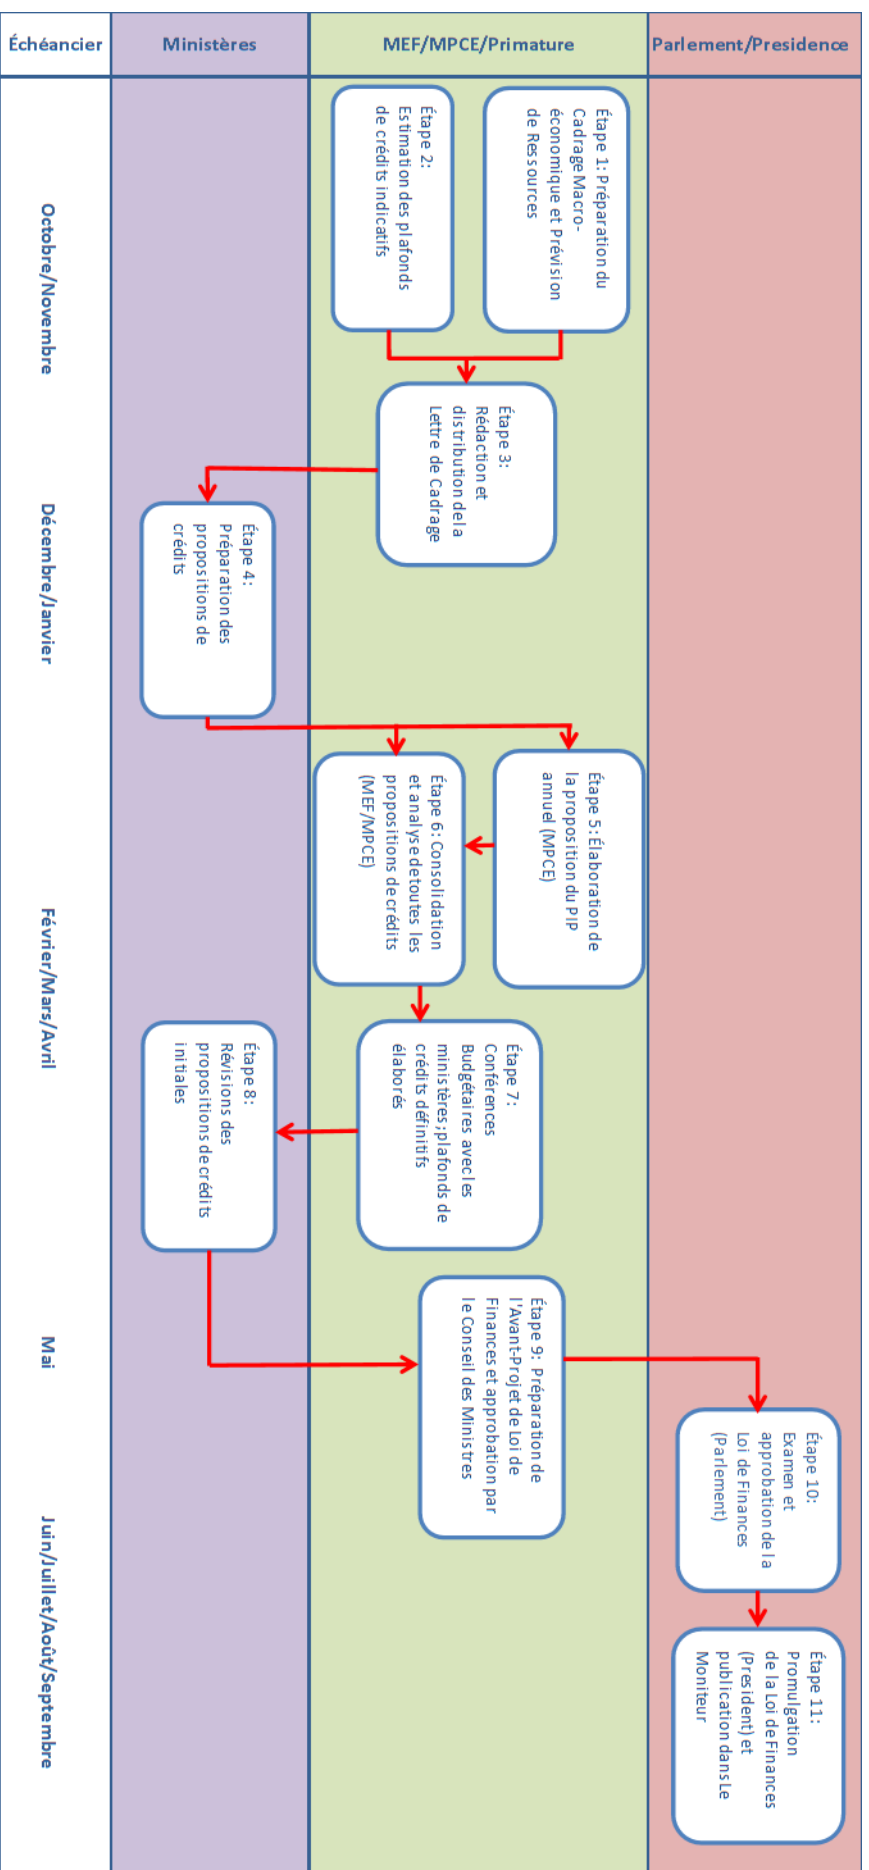 Échéancier
Ministères
MEF/MPCE/Primature
Parlement/Presidence
Octobre/Novembre
Décembre/Janvier
Février/Mars/Avril
Mai
Juin/Juillet/Août/Septembre
Étape 1: Préparation du
Cadrage Macro-
économique et Prévision
de Ressources
Étape 2:
Estimation des plafonds
de crédits indicatifs
Étape 3:
Rédaction et
distribution de la
Lettre de Cadrage
Étape 4:
Préparation des
propositions de
crédits
Étape 5: Élaboration de
la proposition du PIP
annuel (MPCE)
Étape 6: Consolidation
et analyse de toutes les
propositions de crédits
(MEF/MPCE)
Étape 7:
Conférences
Budgétaires avec les
ministères; plafonds de
crédits définitifs
élaborés
Étape 8:
Révisions des
propositions de crédits
initiales
Étape 9: Préparation de
l'Avant-Projet de Loi de
Finances et approbation par
le Conseil des Ministres
Étape 10:
Examen et
approbation de la
Loi de Finances
(Parlement)
Étape 11:
Promulgation
de la Loi de Finances
(President) et
publication dans Le
Moniteur